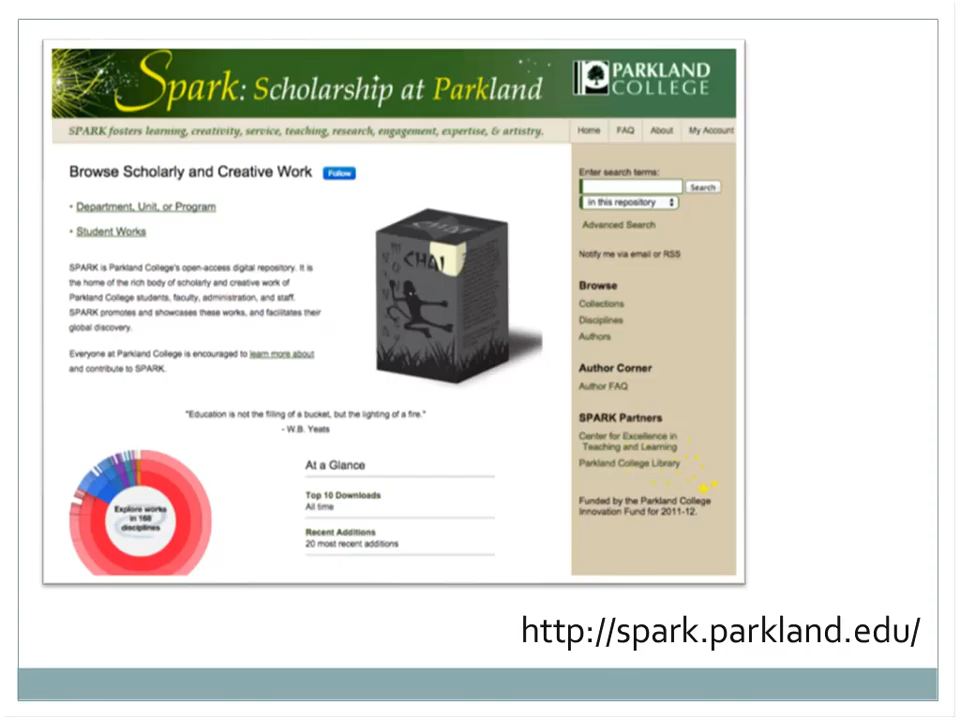 Spark: Scholarship at Parkland
PARKLAND
COLLEGE
SPARK fosters learning, creativity, service, teaching, research, engagement, expertise, & artistry.
Home FAQ About My Account
Browse Scholarly and Creative Work Follow
• Department, Unit, or Program
• Student Works
SPARK is Parkland College's open-access digital repository. It is
the home of the rich body of scholarly and creative work of
Parkland College students, faculty, administration, and staff.
SPARK promotes and showcases these works, and facilitates their
global discovery.
Everyone at Parkland College is encouraged to learn more about
and contribute to SPARK.
CHAI
CHAI
"Education is not the filling of a bucket, but the lighting of a fire."
- W.B. Yeats
Explore works
in 168
disciplines
At a Glance
Top 10 Downloads
All time
Recent Additions
20 most recent additions
Enter search terms:
Search
in this repository
Advanced Search
Notify me via email or RSS
Browse
Collections
Disciplines
Authors
Author Corner
Author FAQ
SPARK Partners
Center for Excellence in
Teaching and Learning
Parkland College Library
Funded by the Parkland College
Innovation Fund for 2011-12.
http://spark.parkland.edu/